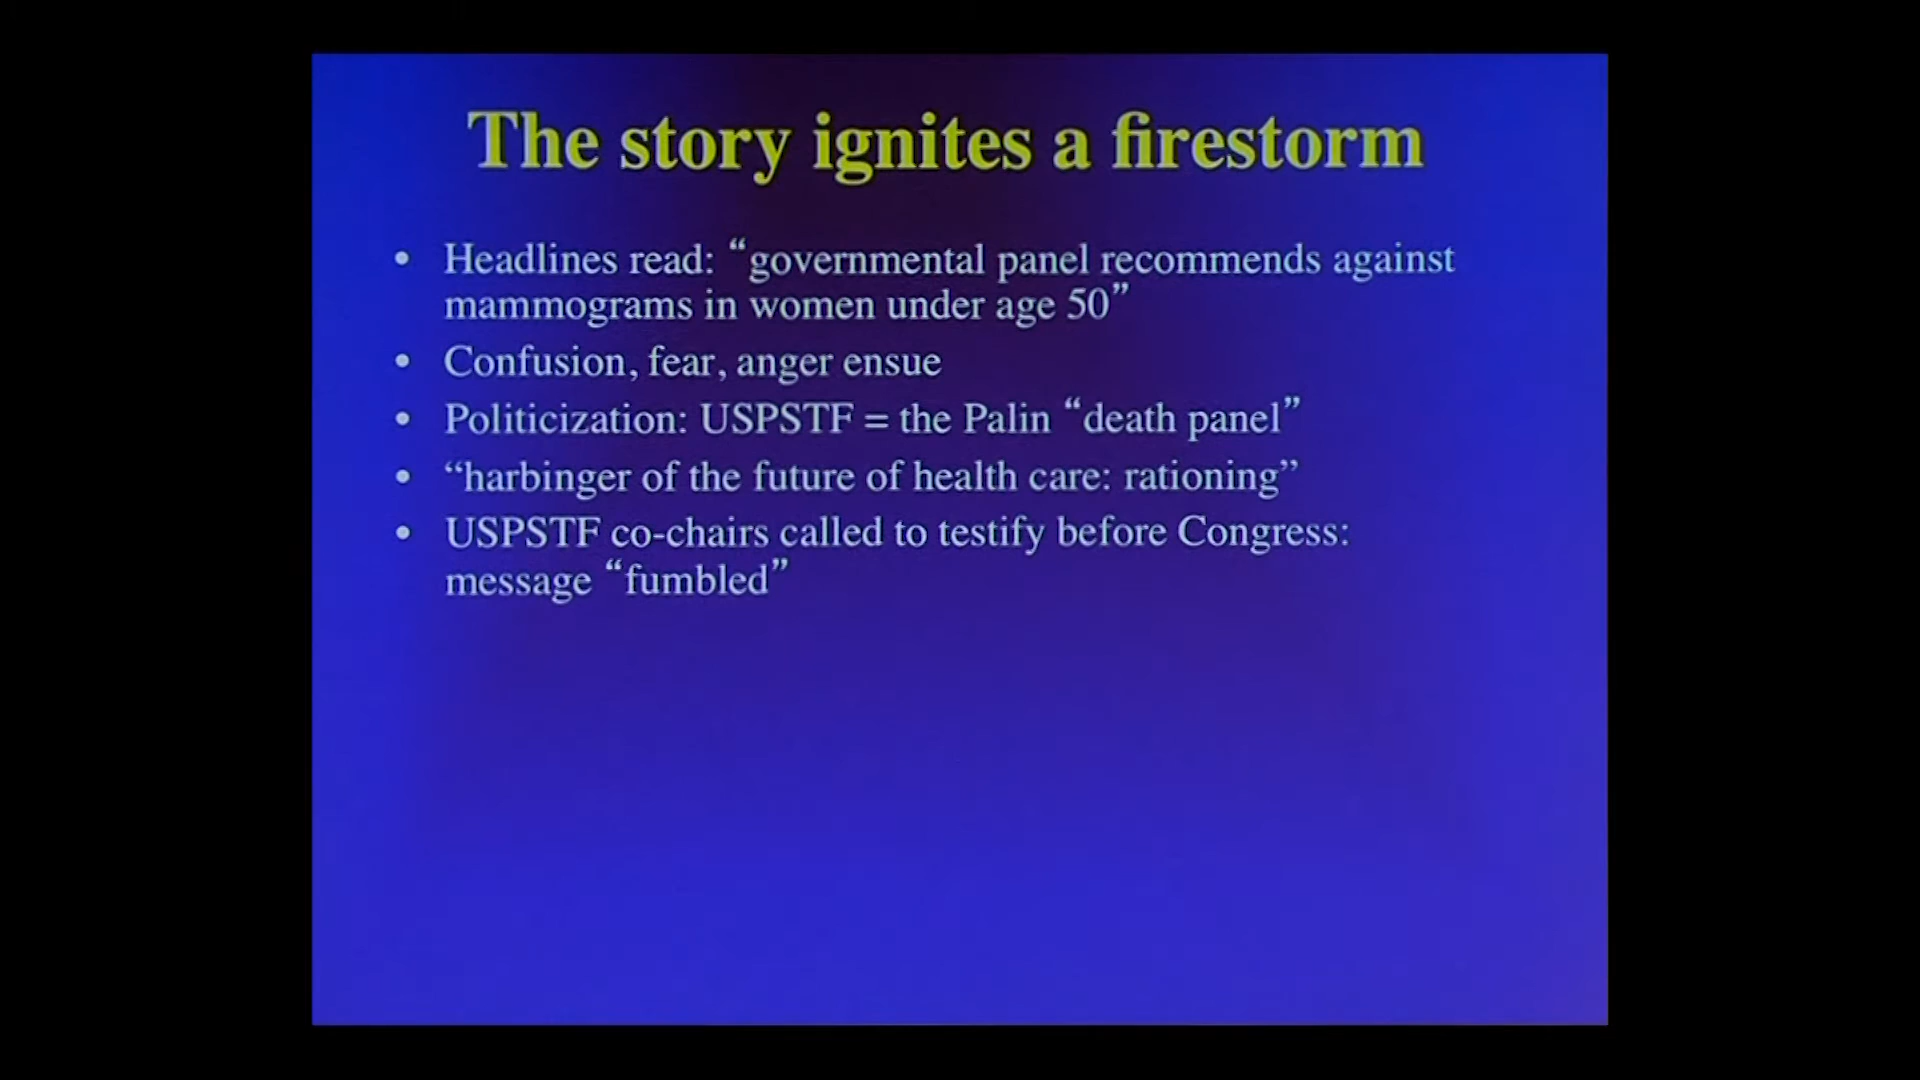 The story ignites a firestorm
• Headlines read: “governmental panel recommends against
mammograms in women under age 50”
• Confusion, fear, anger ensue
• Politicization: USPSTF = the Palin “death panel”
• “harbinger of the future of health care: rationing”
• USPSTF co-chairs called to testify before Congress:
message “fumbled”